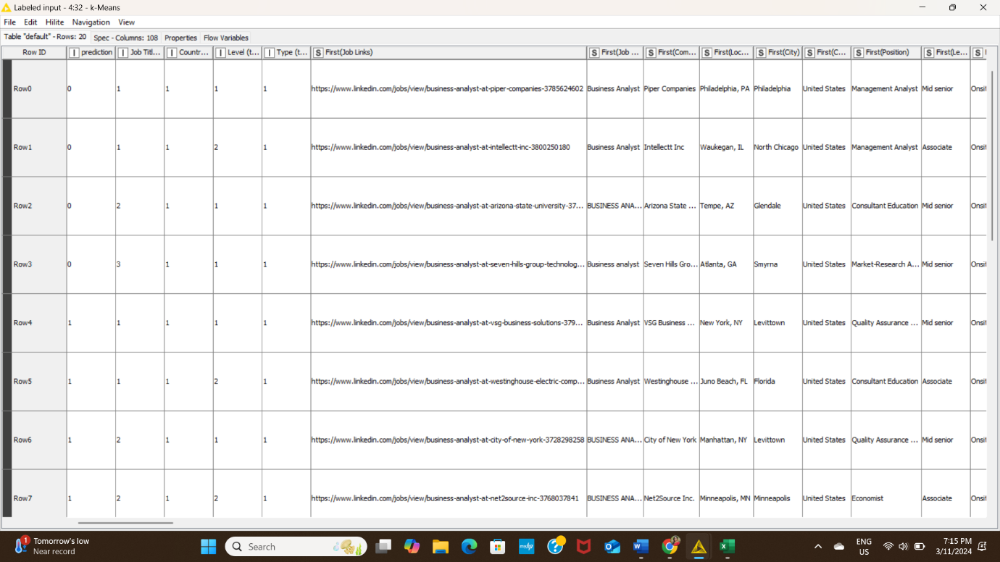 Labeled input - 4:32 - k-Means
File Edit Hilite Navigation View
Table "default" - Rows: 20 Spec - Columns: 108 Properties Flow Variables
Row ID I prediction I Job Titl... I Countr... I Level (t... I Type (t... S First(Job Links) S First(Job ... S First(Com... S First(Loc... S First(City) S First(C... S First(Position) S First(Le... S
Row0 0 1 1 1 1 https://www.linkedin.com/jobs/view/business-analyst-at-piper-companies-3785624602 Business Analyst Piper Companies Philadelphia, PA Philadelphia United States Management Analyst Mid senior Onsit
Row1 0 1 1 2 1 https://www.linkedin.com/jobs/view/business-analyst-at-intellectt-inc-3800250180 Business Analyst Intellectt Inc Waukegan, IL North Chicago United States Management Analyst Associate Onsit
Row2 0 2 1 1 1 https://www.linkedin.com/jobs/view/business-analyst-at-arizona-state-university-37... BUSINESS ANA... Arizona State ... Tempe, AZ Glendale United States Consultant Education Mid senior Onsit
Row3 0 3 1 1 1 https://www.linkedin.com/jobs/view/business-analyst-at-seven-hills-group-technolog... Business analyst Seven Hills Gro... Atlanta, GA Smyrna United States Market-Research A... Mid senior Onsit
Row4 1 1 1 1 1 https://www.linkedin.com/jobs/view/business-analyst-at-vsg-business-solutions-379... Business Analyst VSG Business ... New York, NY Levittown United States Quality Assurance ... Mid senior Onsit
Row5 1 1 1 2 1 https://www.linkedin.com/jobs/view/business-analyst-at-westinghouse-electric-comp... Business Analyst Westinghouse ... Juno Beach, FL Florida United States Consultant Education Associate Onsit
Row6 1 2 1 1 1 https://www.linkedin.com/jobs/view/business-analyst-at-city-of-new-york-3728298258 BUSINESS ANA... City of New York Manhattan, NY Levittown United States Quality Assurance ... Mid senior Onsit
Row7 1 2 1 2 1 https://www.linkedin.com/jobs/view/business-analyst-at-net2source-inc-3768037841 BUSINESS ANA... Net2Source Inc. Minneapolis, MN Minneapolis United States Economist Associate Onsit
1 Tomorrow's low
Near record
Search
ENG
US
7:15 PM
3/11/2024